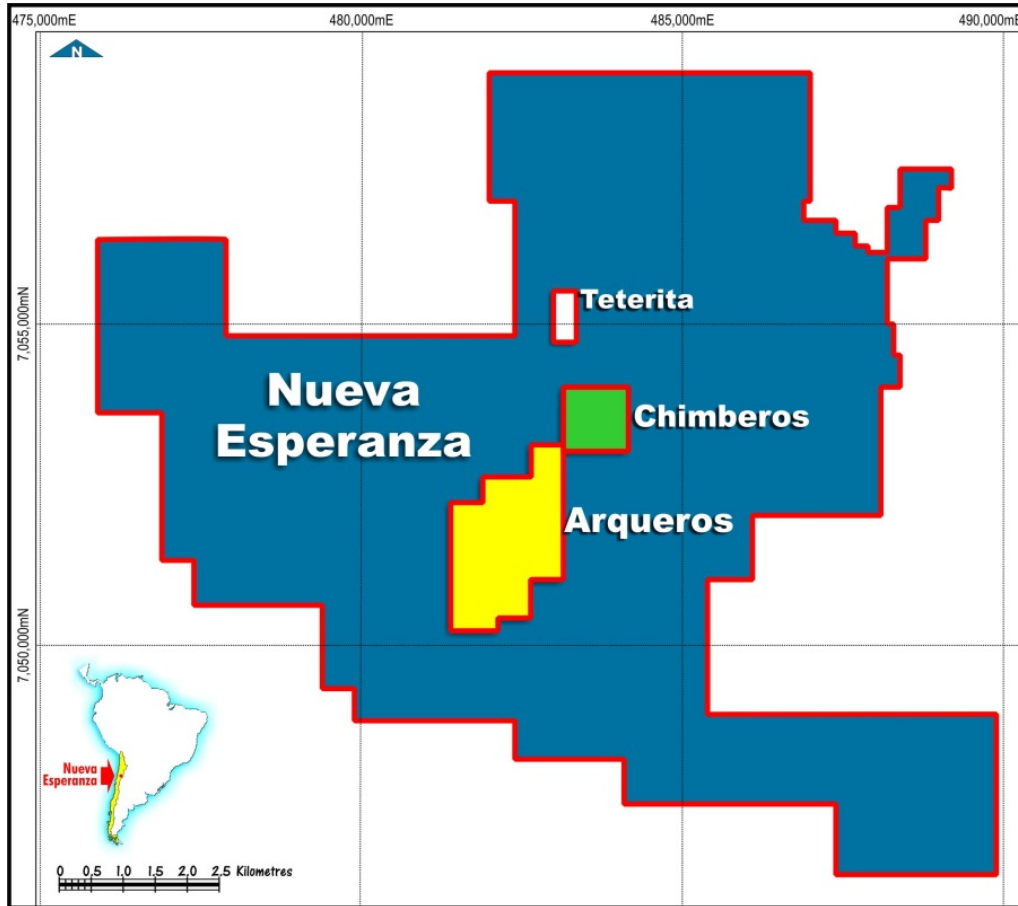 475,000mE 480,000mE 485,000mE 490,000mE
N
7,055,000mN
Teterita
Nueva
Esperanza
Chimberos
Arqueros
7,050,000mN
Nueva
Esperanza
0 0,5 1.0 1.5 2.0 2.5 Kilometres